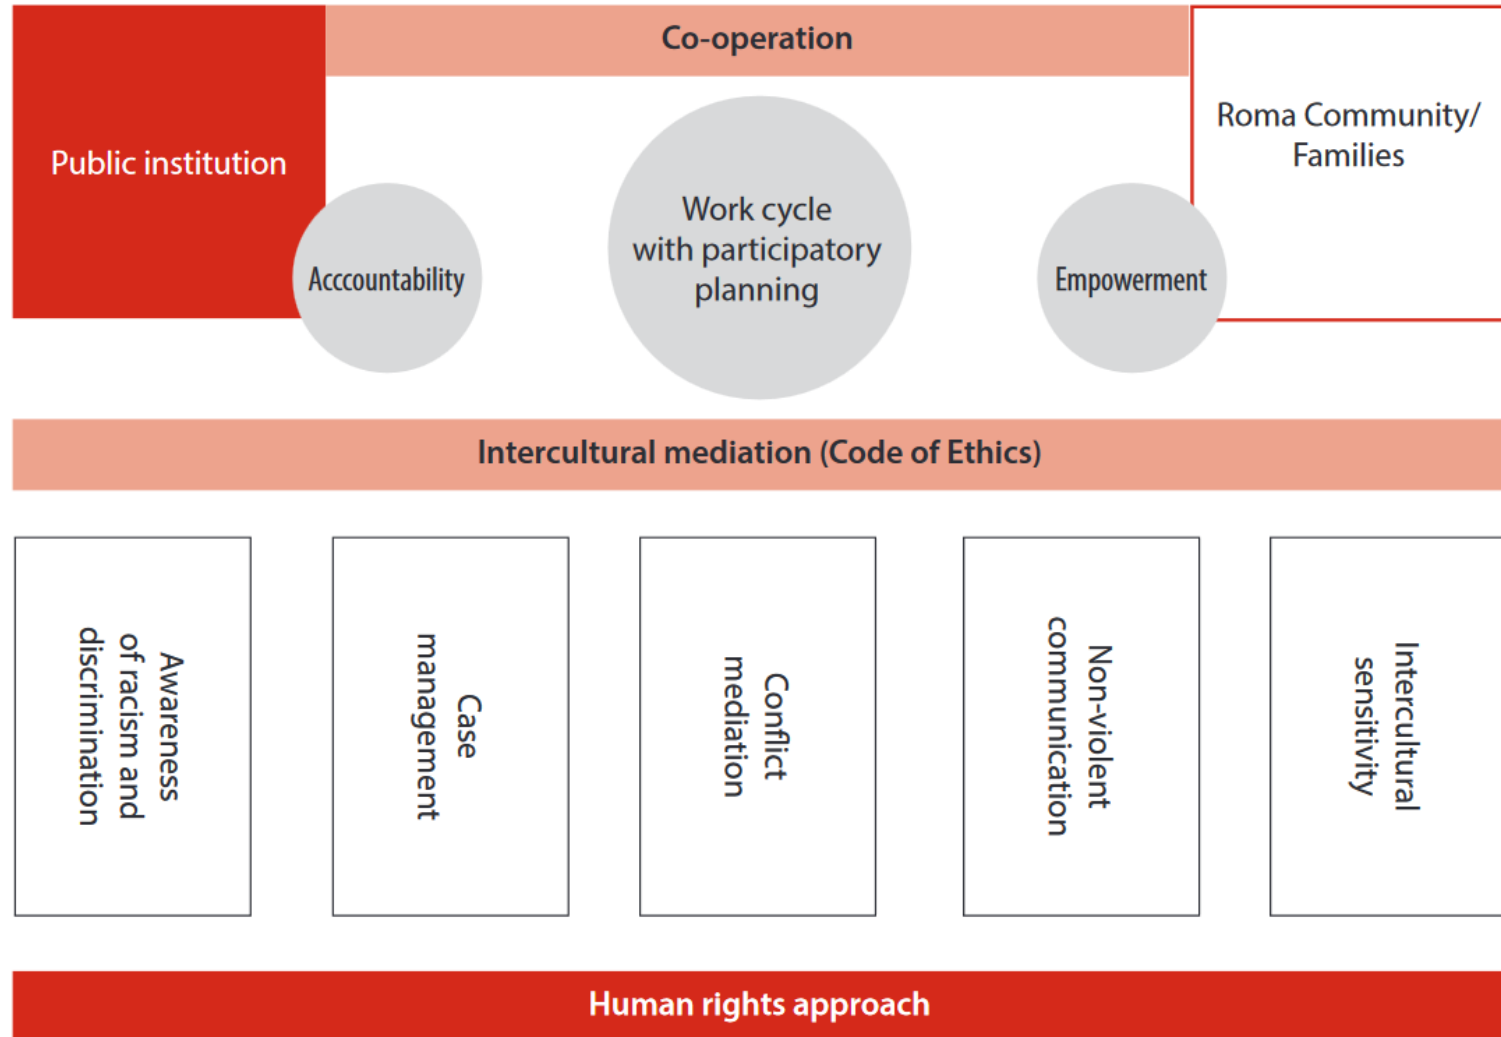 Co-operation
Public institution
Roma Community/
Families
Work cycle
with participatory
planning
Acccountability
Empowerment
Intercultural mediation (Code of Ethics)
Awareness
of racism and
discrimination
Case
management
Conflict
mediation
Non-violent
communication
Intercultural
sensitivity
Human rights approach